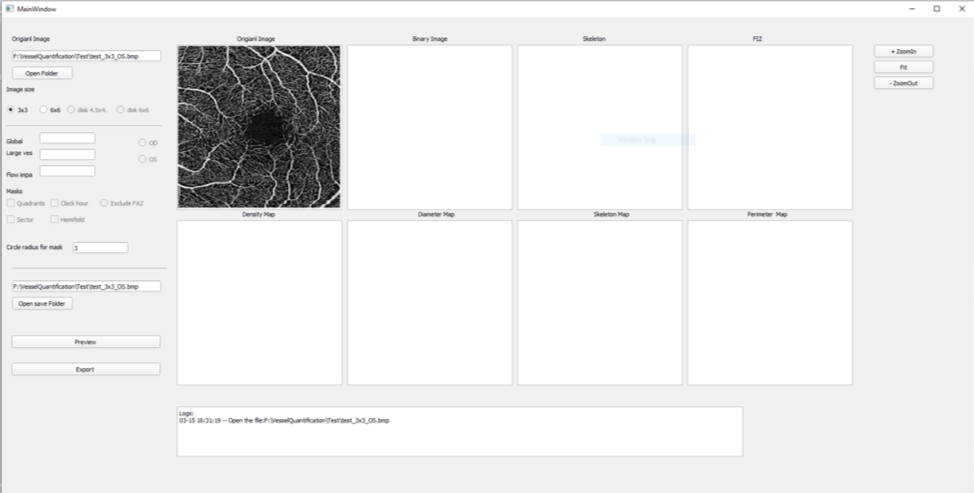 MainWindow
Origianl Image
F:\VesselQuantification\Test\test_3x3_OS.bmp
Open Folder
Image size
3x3 6x6 disk 4.5x4. disk 6x6
Global
Large ves
Flow impa
OD
OS
Masks
Quadrants Clock hour Exclude FAZ
Sector Hemifield
Circle radius for mask 3
F:\VesselQuantification\Test\test_3x3_OS.bmp
Open save Folder
Preview
Export
Origianl Image Binary Image Skeleton FIZ
Density Map Diameter Map Skeleton Map Perimeter Map
+ ZoomIn
Fit
- ZoomOut
Logs:
03-15 16:31:19 -- Open the file:F:\VesselQuantification\Test\test_3x3_OS.bmp